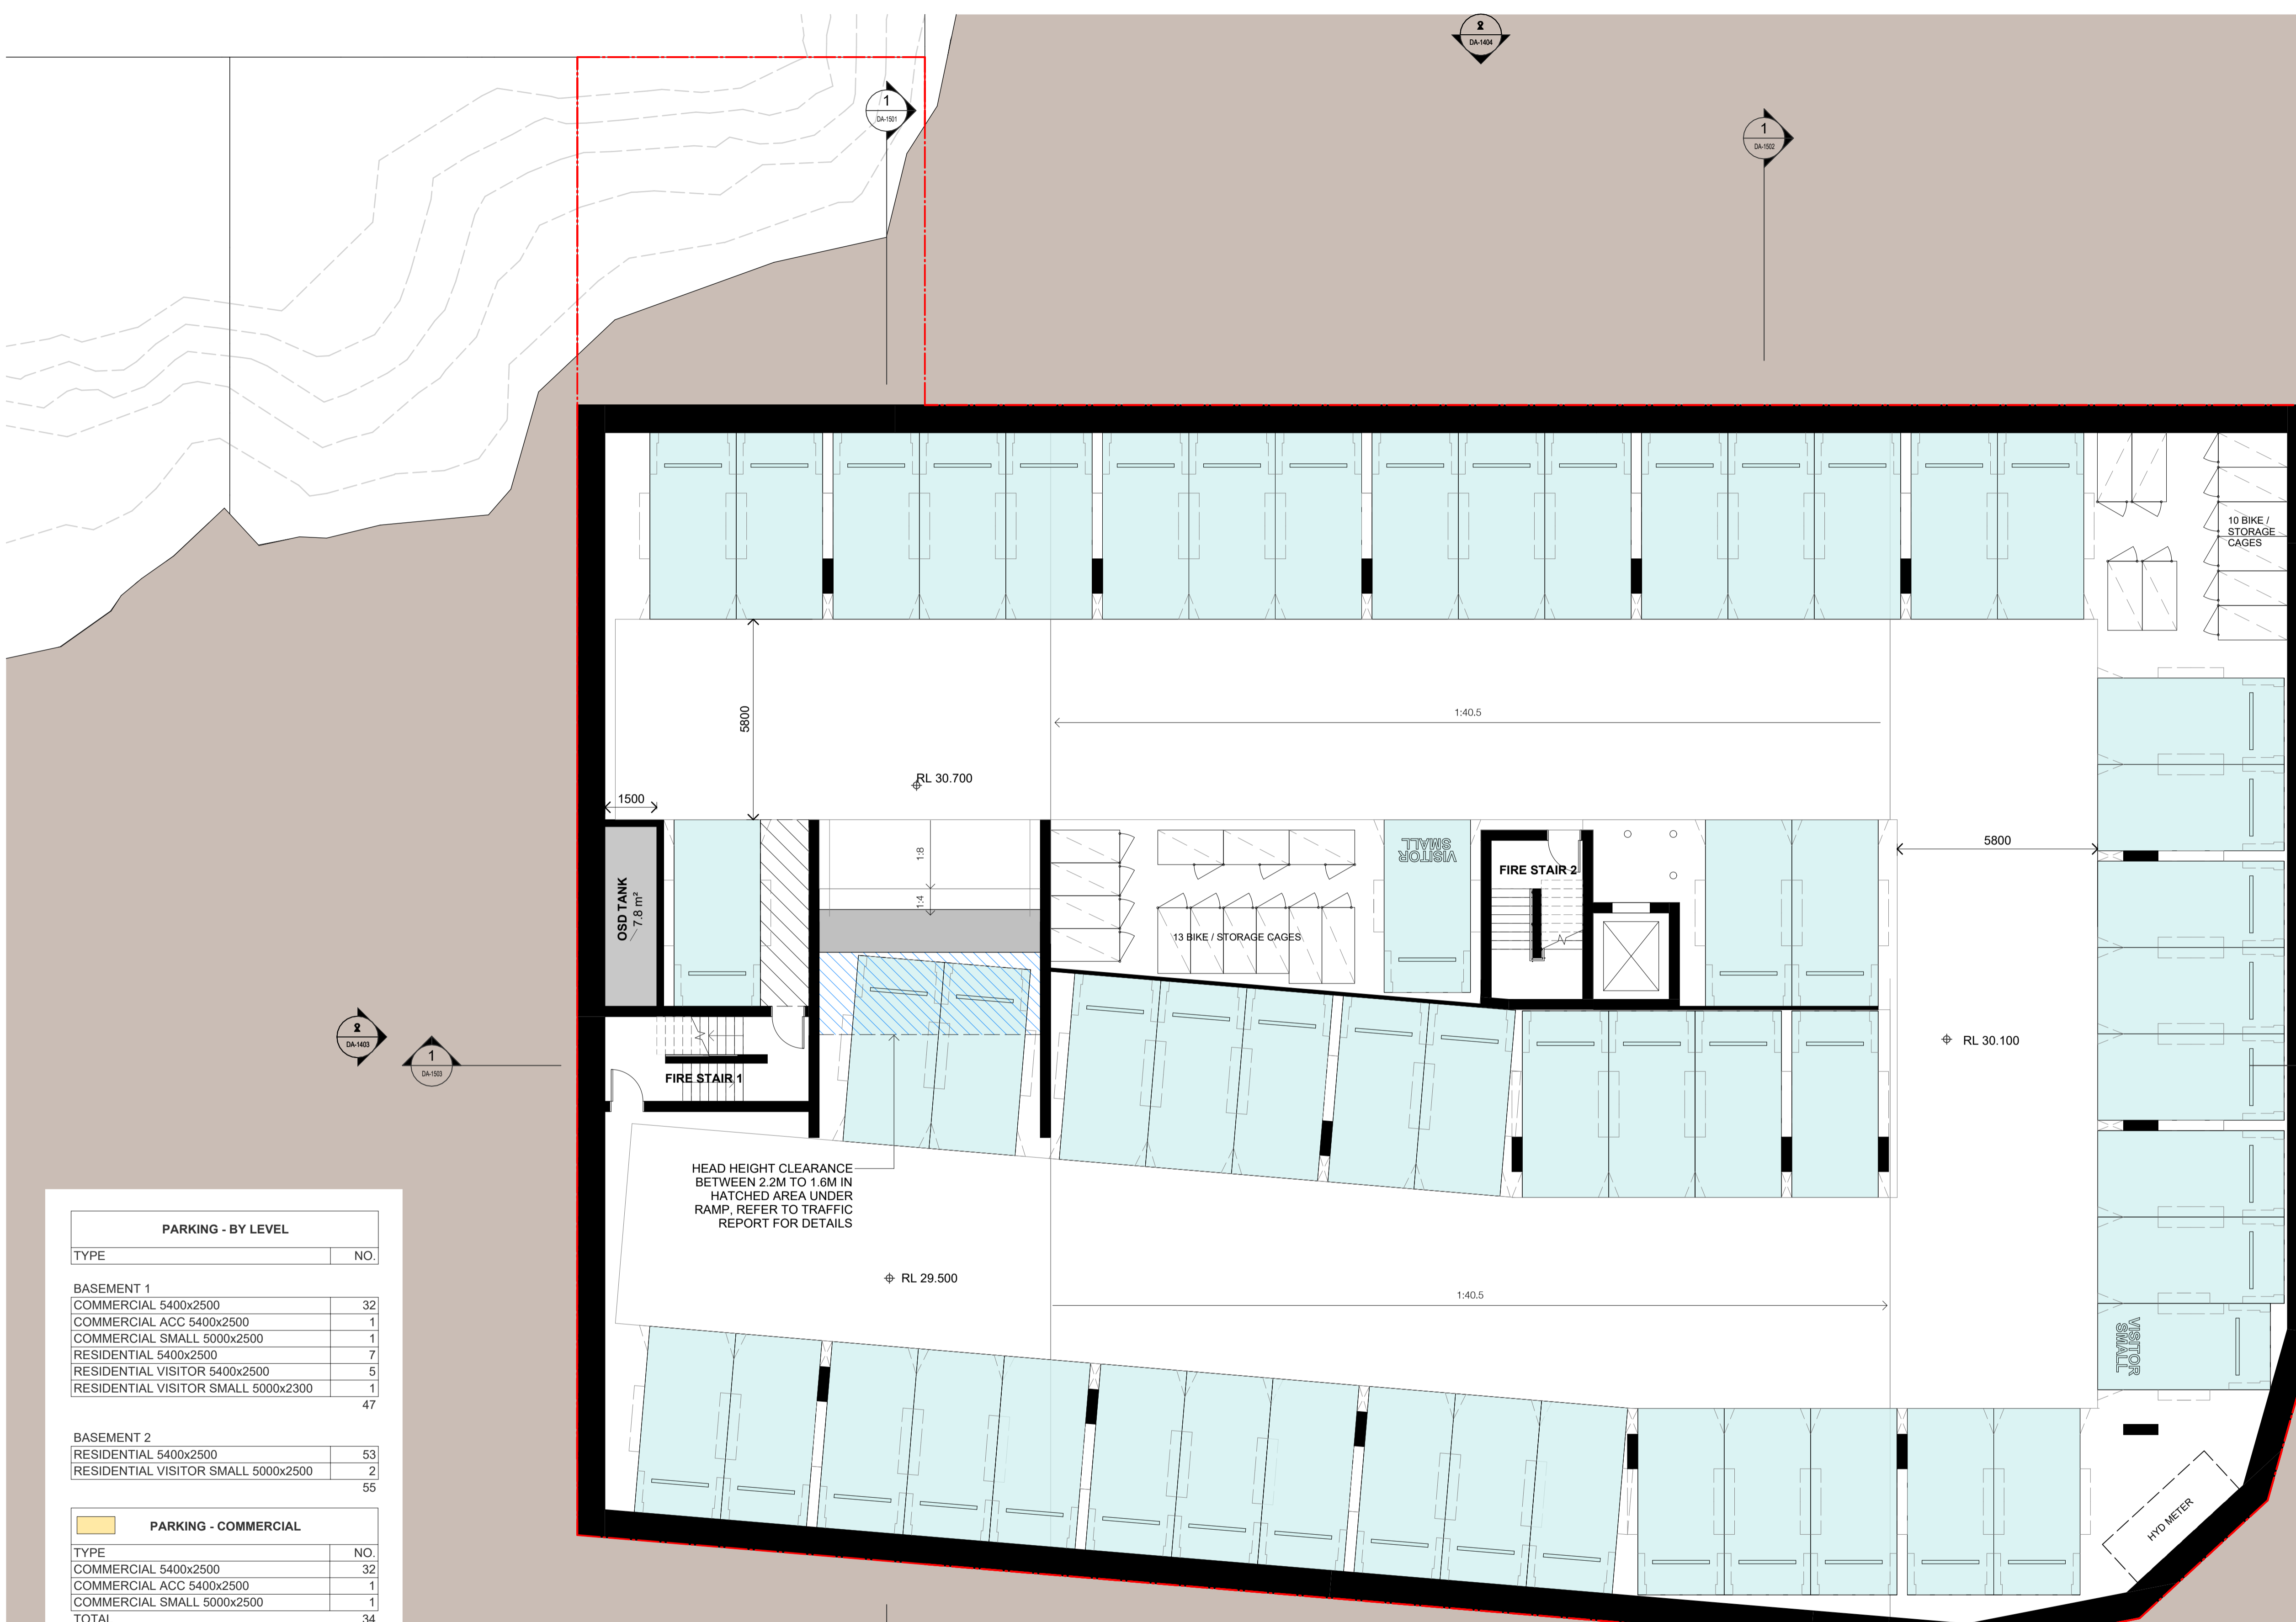 2
DA-1404
1
DA-1501
1
DA-1502
10 BIKE /
STORAGE
CAGES
5800
1:40.5
RL 30.700
1500
5800
1:8
1:4
OSD TANK
7.8 m²
VISITOR
SMALL
FIRE STAIR 2
13 BIKE / STORAGE CAGES
2
DA-1403
1
DA-1503
FIRE STAIR 1
RL 30.100
HEAD HEIGHT CLEARANCE
BETWEEN 2.2M TO 1.6M IN
HATCHED AREA UNDER
RAMP, REFER TO TRAFFIC
REPORT FOR DETAILS
RL 29.500
1:40.5
VISITOR
SMALL
HYD METER
PARKING - BY LEVEL
TYPE NO.
BASEMENT 1
COMMERCIAL 5400x2500 32
COMMERCIAL ACC 5400x2500 1
COMMERCIAL SMALL 5000x2500 1
RESIDENTIAL 5400x2500 7
RESIDENTIAL VISITOR 5400x2500 5
RESIDENTIAL VISITOR SMALL 5000x2300 1
47
BASEMENT 2
RESIDENTIAL 5400x2500 53
RESIDENTIAL VISITOR SMALL 5000x2500 2
55
PARKING - COMMERCIAL
TYPE NO.
COMMERCIAL 5400x2500 32
COMMERCIAL ACC 5400x2500 1
COMMERCIAL SMALL 5000x2500 1
TOTAL 34